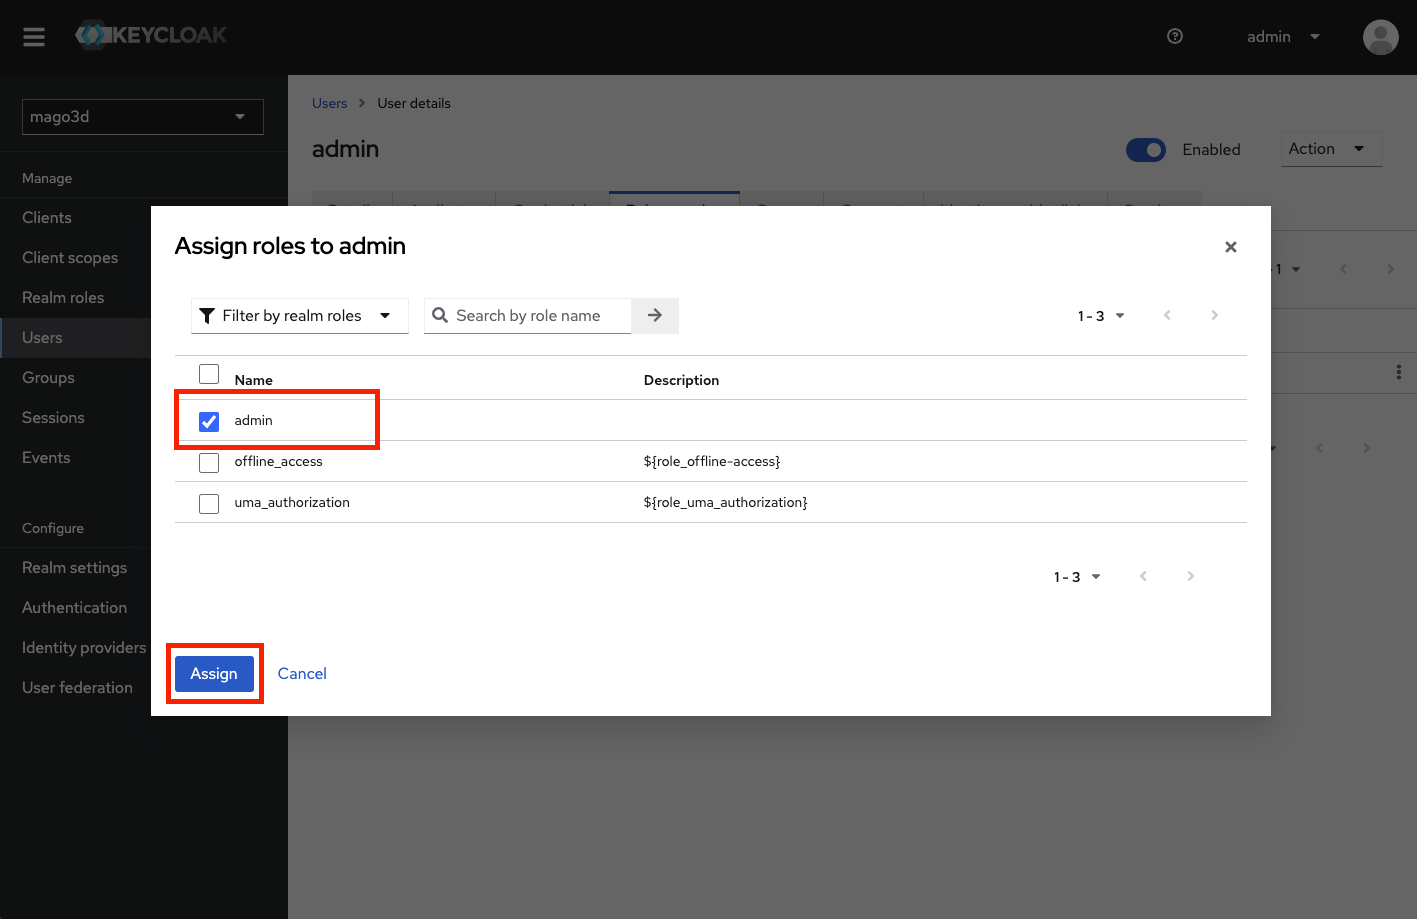 KEYCLOAK
admin
mago3d
Users > User details
admin
Enabled
Action
Manage
Clients
Client scopes
Realm roles
Users
Groups
Sessions
Events
Configure
Realm settings
Authentication
Identity providers
User federation
Assign roles to admin
Filter by realm roles
Search by role name
1 - 3
Name Description
admin
offline_access ${role_offline-access}
uma_authorization ${role_uma_authorization}
1 - 3
Assign Cancel